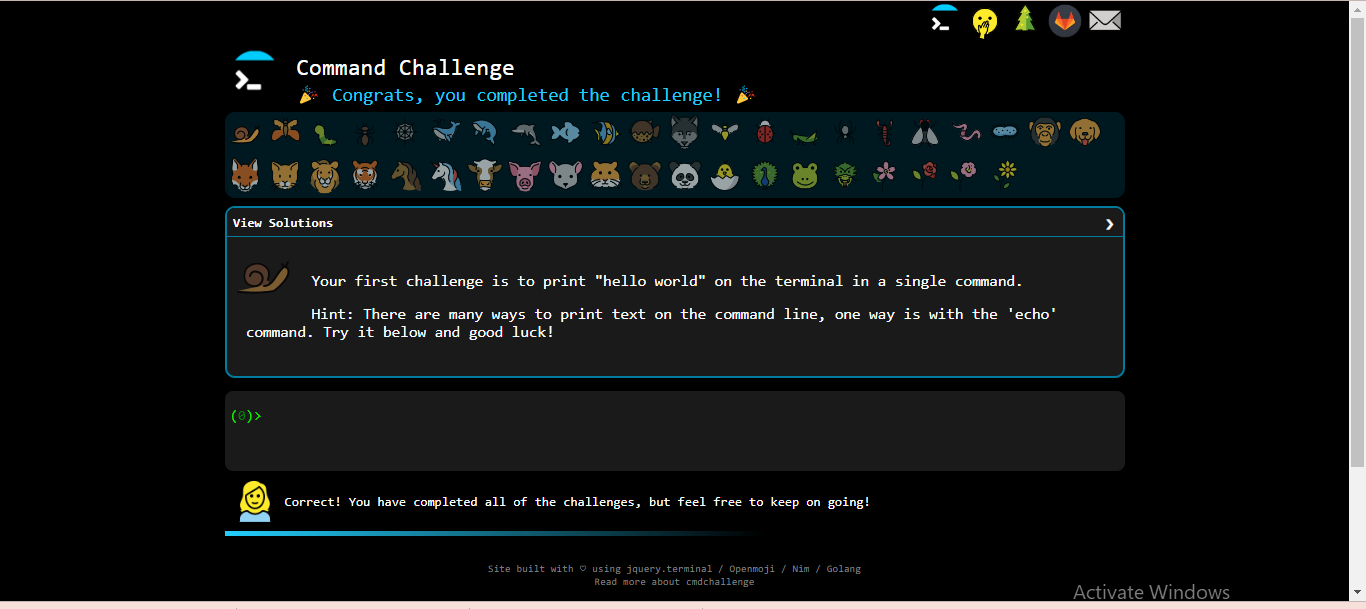 Command Challenge
🎉 Congrats, you completed the challenge! 🎉
View Solutions ❯
Your first challenge is to print "hello world" on the terminal in a single command.
Hint: There are many ways to print text on the command line, one way is with the 'echo'
command. Try it below and good luck!
(0)>
Correct! You have completed all of the challenges, but feel free to keep on going!
Site built with ♡ using jquery.terminal / Openmoji / Nim / Golang
Read more about cmdchallenge
Activate Windows